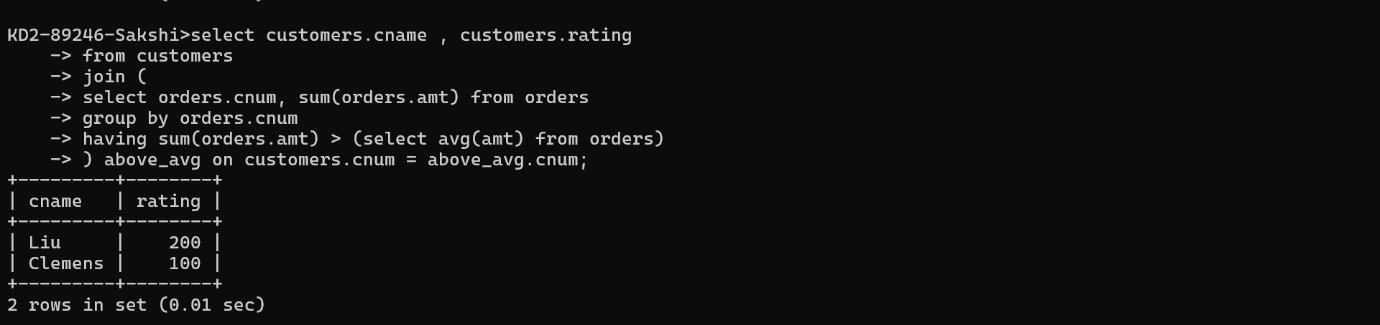 KD2-89246-Sakshi>select customers.cname , customers.rating
    -> from customers
    -> join (
    -> select orders.cnum, sum(orders.amt) from orders
    -> group by orders.cnum
    -> having sum(orders.amt) > (select avg(amt) from orders)
    -> ) above_avg on customers.cnum = above_avg.cnum;
+---------+--------+
| cname   | rating |
+---------+--------+
| Liu     |    200 |
| Clemens |    100 |
+---------+--------+
2 rows in set (0.01 sec)